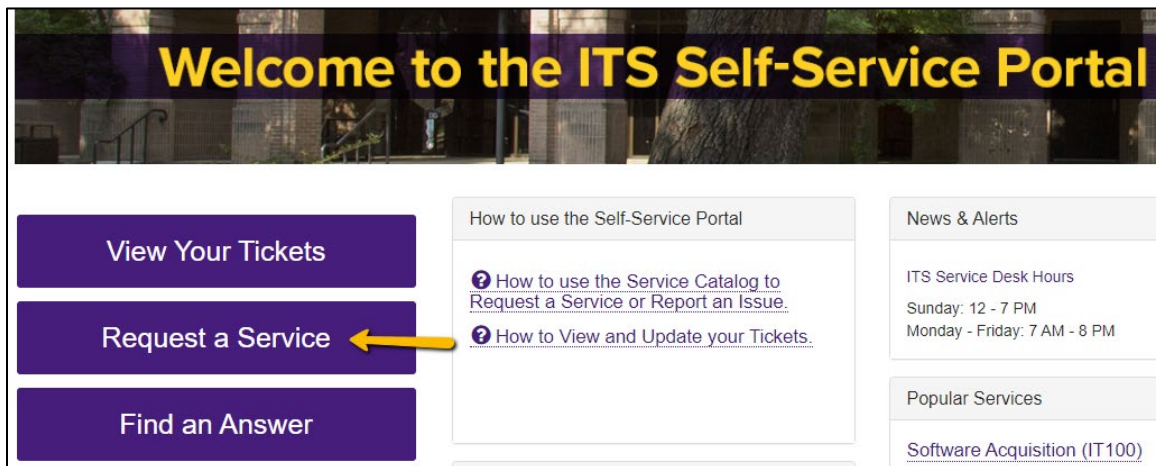 Welcome to the ITS Self-Service Portal
View Your Tickets
Request a Service
Find an Answer
How to use the Self-Service Portal
How to use the Service Catalog to
Request a Service or Report an Issue.
How to View and Update your Tickets.
News & Alerts
ITS Service Desk Hours
Sunday: 12 - 7 PM
Monday - Friday: 7 AM - 8 PM
Popular Services
Software Acquisition (IT100)